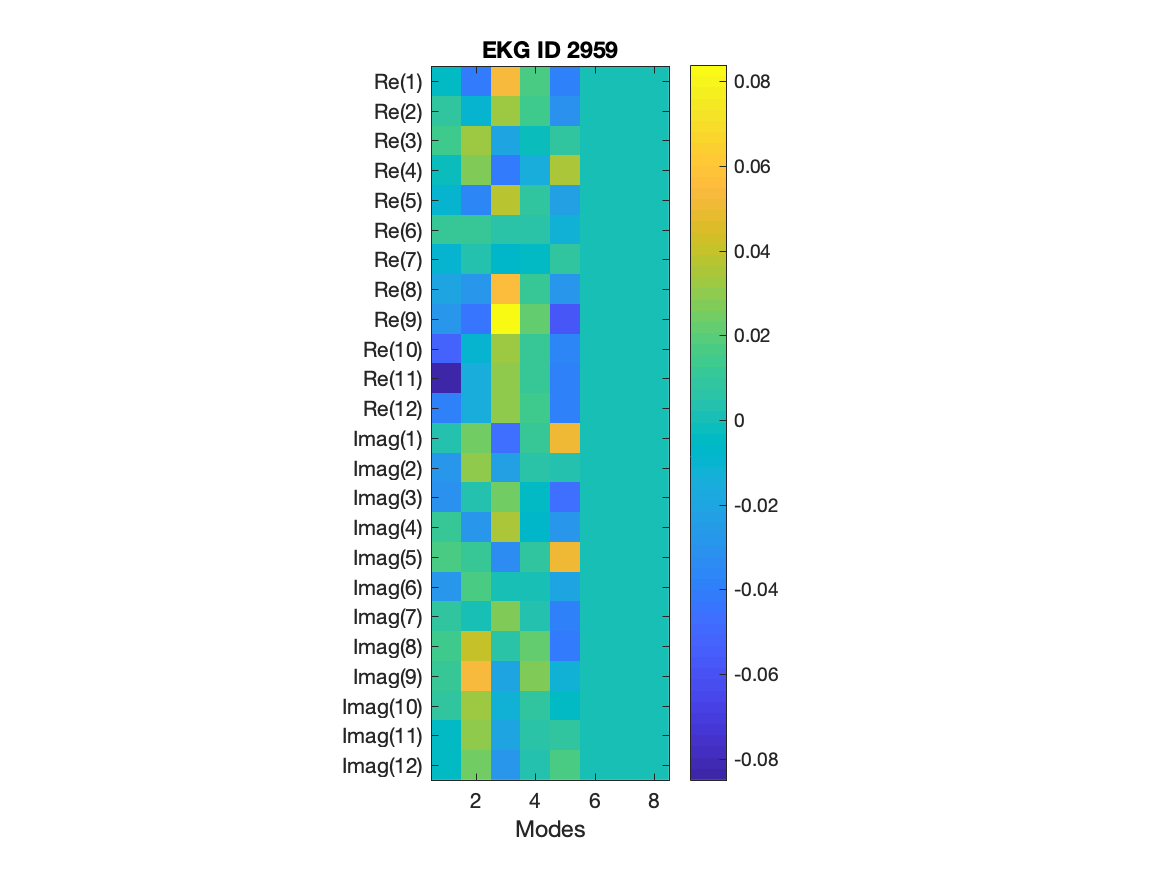 EKG ID 2959
Re(1)
Re(2)
Re(3)
Re(4)
Re(5)
Re(6)
Re(7)
Re(8)
Re(9)
Re(10)
Re(11)
Re(12)
Imag(1)
Imag(2)
Imag(3)
Imag(4)
Imag(5)
Imag(6)
Imag(7)
Imag(8)
Imag(9)
Imag(10)
Imag(11)
Imag(12)
2 4 6 8
Modes
0.08
0.06
0.04
0.02
0
-0.02
-0.04
-0.06
-0.08